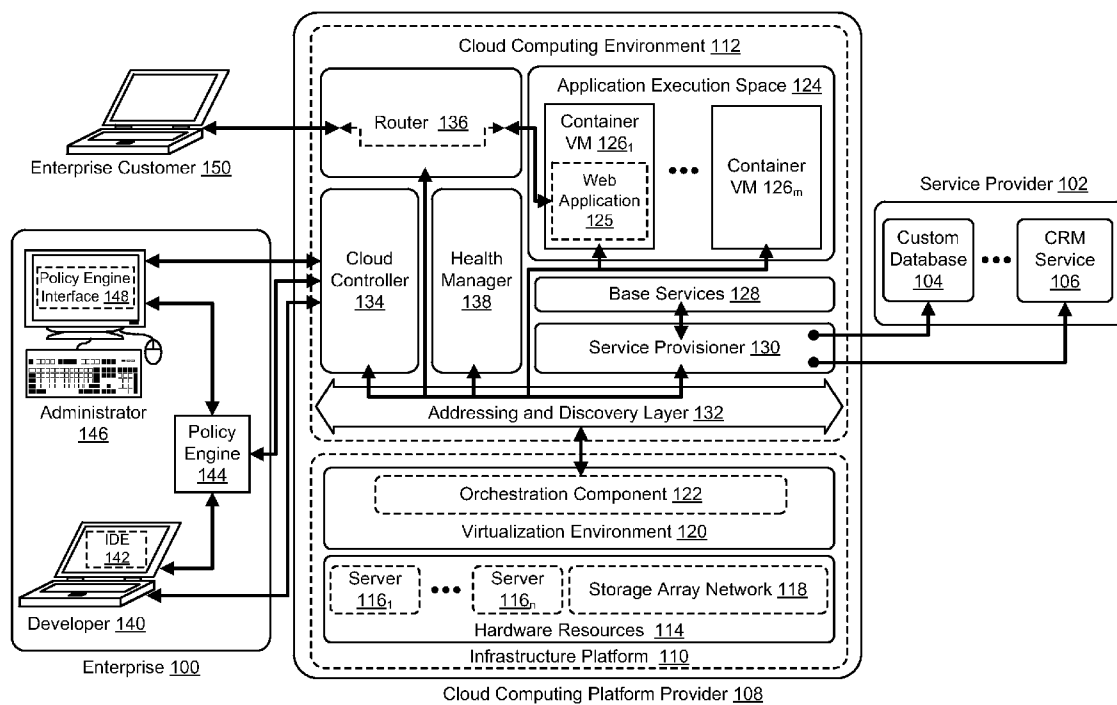 Cloud Computing Environment 112
Router 136
Enterprise Customer 150
Application Execution Space 124
Container
VM 126₁
Web
Application
125
•••
Container
VM 126ₘ
Service Provider 102
Custom
Database
104
•••
CRM
Service
106
Cloud
Controller
134
Health
Manager
138
Base Services 128
Service Provisioner 130
Addressing and Discovery Layer 132
Policy Engine
Interface 148
Administrator
146
Policy
Engine
144
IDE
142
Developer 140
Enterprise 100
Orchestration Component 122
Virtualization Environment 120
Server
116₁
•••
Server
116ₙ
Storage Array Network 118
Hardware Resources 114
Infrastructure Platform 110
Cloud Computing Platform Provider 108